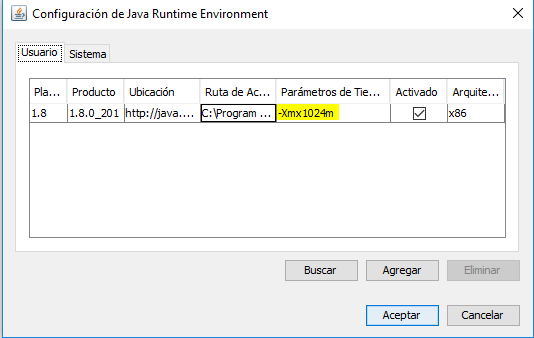 Configuración de Java Runtime Environment
Usuario Sistema
Pla... Producto Ubicación Ruta de Ac... Parámetros de Tie... Activado Arquite...
1.8 1.8.0_201 http://java.... C:\Program ... -Xmx1024m x86
Buscar Agregar Eliminar
Aceptar Cancelar